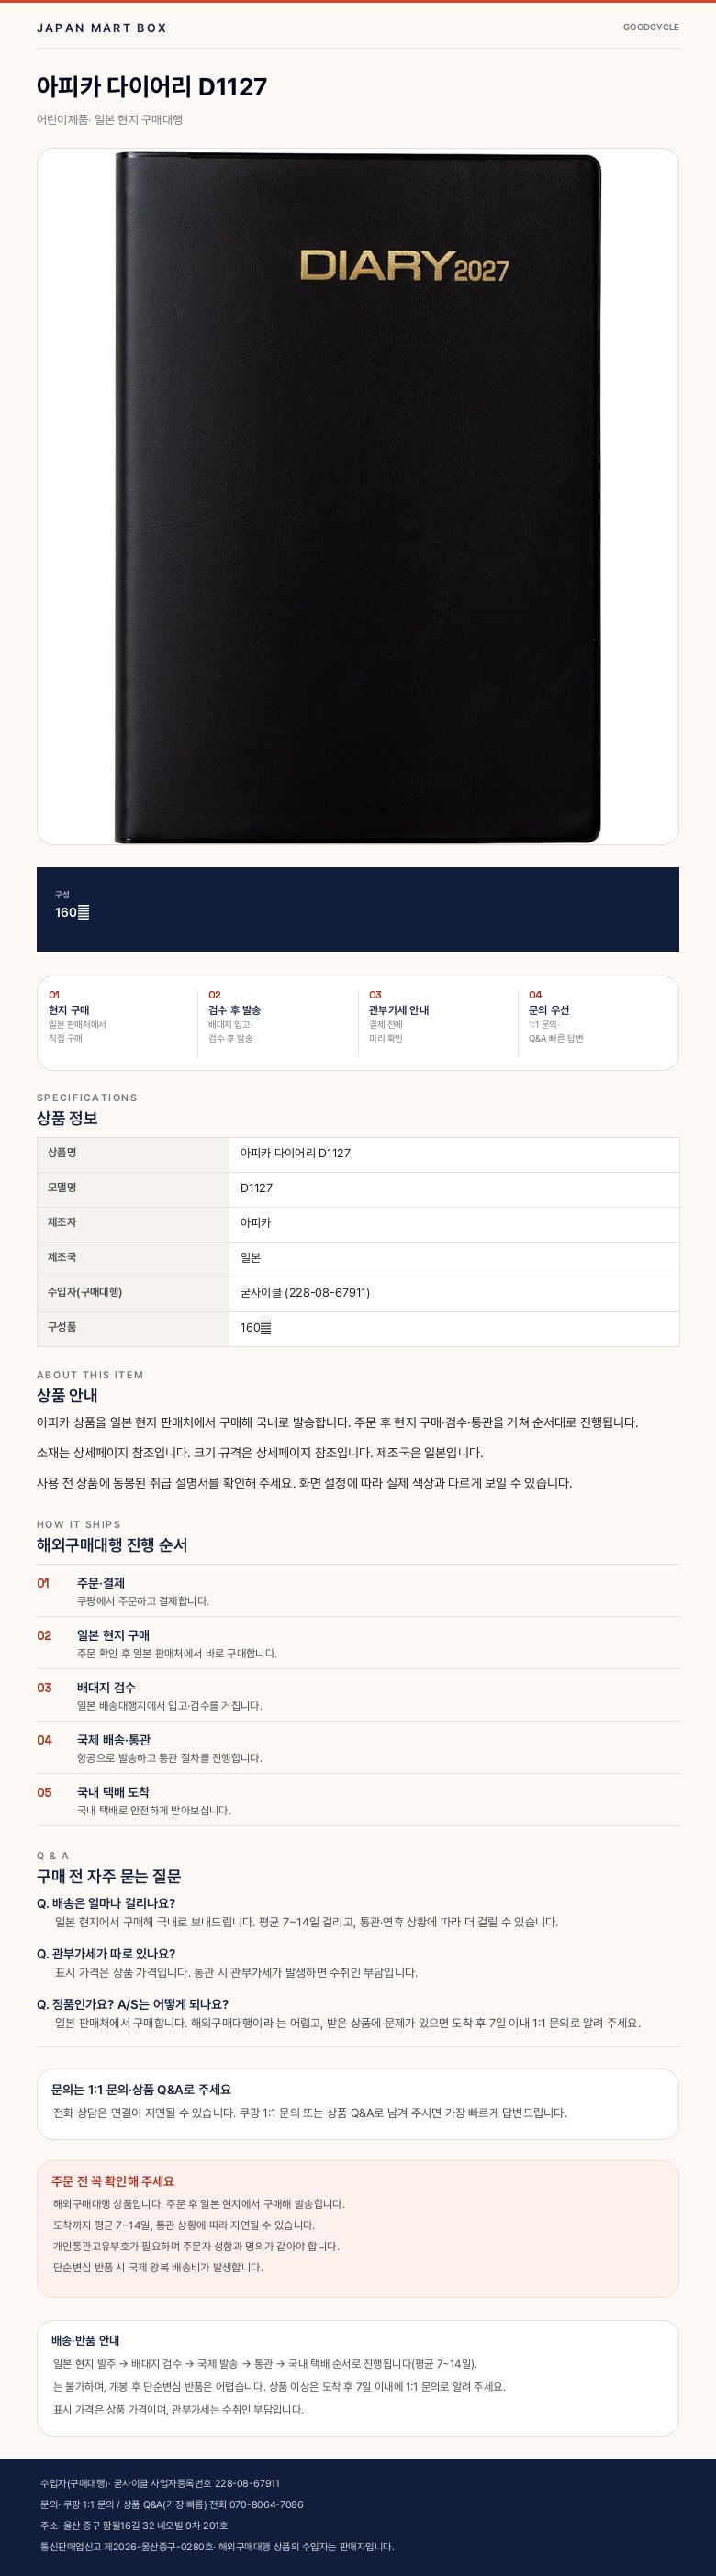 JAPAN MART BOX
GOODCYCLE
아피카 다이어리 D1127
어린이제품· 일본 현지 구매대행
DIARY 2027
구성
160
01
현지 구매
일본 판매처에서
직접 구매
02
검수 후 발송
배대지 입고·
검수 후 발송
03
관부가세 안내
결제 전에
미리 확인
04
문의 우선
1:1 문의·
Q&A 빠른 답변
SPECIFICATIONS
상품 정보
상품명 아피카 다이어리 D1127
모델명 D1127
제조자 아피카
제조국 일본
수입자(구매대행) 굳사이클 (228-08-67911)
구성품 160
ABOUT THIS ITEM
상품 안내
아피카 상품을 일본 현지 판매처에서 구매해 국내로 발송합니다. 주문 후 현지 구매·검수·통관을 거쳐 순서대로 진행됩니다.
소재는 상세페이지 참조입니다. 크기·규격은 상세페이지 참조입니다. 제조국은 일본입니다.
사용 전 상품에 동봉된 취급 설명서를 확인해 주세요. 화면 설정에 따라 실제 색상과 다르게 보일 수 있습니다.
HOW IT SHIPS
해외구매대행 진행 순서
01 주문·결제
쿠팡에서 주문하고 결제합니다.
02 일본 현지 구매
주문 확인 후 일본 판매처에서 바로 구매합니다.
03 배대지 검수
일본 배송대행지에서 입고·검수를 거칩니다.
04 국제 배송·통관
항공으로 발송하고 통관 절차를 진행합니다.
05 국내 택배 도착
국내 택배로 안전하게 받아보십니다.
Q & A
구매 전 자주 묻는 질문
Q. 배송은 얼마나 걸리나요?
일본 현지에서 구매해 국내로 보내드립니다. 평균 7~14일 걸리고, 통관·연휴 상황에 따라 더 걸릴 수 있습니다.
Q. 관부가세가 따로 있나요?
표시 가격은 상품 가격입니다. 통관 시 관부가세가 발생하면 수취인 부담입니다.
Q. 정품인가요? A/S는 어떻게 되나요?
일본 판매처에서 구매합니다. 해외구매대행이라 는 어렵고, 받은 상품에 문제가 있으면 도착 후 7일 이내 1:1 문의로 알려 주세요.
문의는 1:1 문의·상품 Q&A로 주세요
전화 상담은 연결이 지연될 수 있습니다. 쿠팡 1:1 문의 또는 상품 Q&A로 남겨 주시면 가장 빠르게 답변드립니다.
주문 전 꼭 확인해 주세요
해외구매대행 상품입니다. 주문 후 일본 현지에서 구매해 발송합니다.
도착까지 평균 7~14일, 통관 상황에 따라 지연될 수 있습니다.
개인통관고유부호가 필요하며 주문자 성함과 명의가 같아야 합니다.
단순변심 반품 시 국제 왕복 배송비가 발생합니다.
배송·반품 안내
일본 현지 발주 → 배대지 검수 → 국제 발송 → 통관 → 국내 택배 순서로 진행됩니다(평균 7~14일).
는 불가하며, 개봉 후 단순변심 반품은 어렵습니다. 상품 이상은 도착 후 7일 이내에 1:1 문의로 알려 주세요.
표시 가격은 상품 가격이며, 관부가세는 수취인 부담입니다.
수입자(구매대행)· 굳사이클 사업자등록번호 228-08-67911
문의· 쿠팡 1:1 문의 / 상품 Q&A(가장 빠름) 전화 070-8064-7086
주소· 울산 중구 함월16길 32 네오빌 9차 201호
통신판매업신고 제2026-울산중구-0280호· 해외구매대행 상품의 수입자는 판매자입니다.